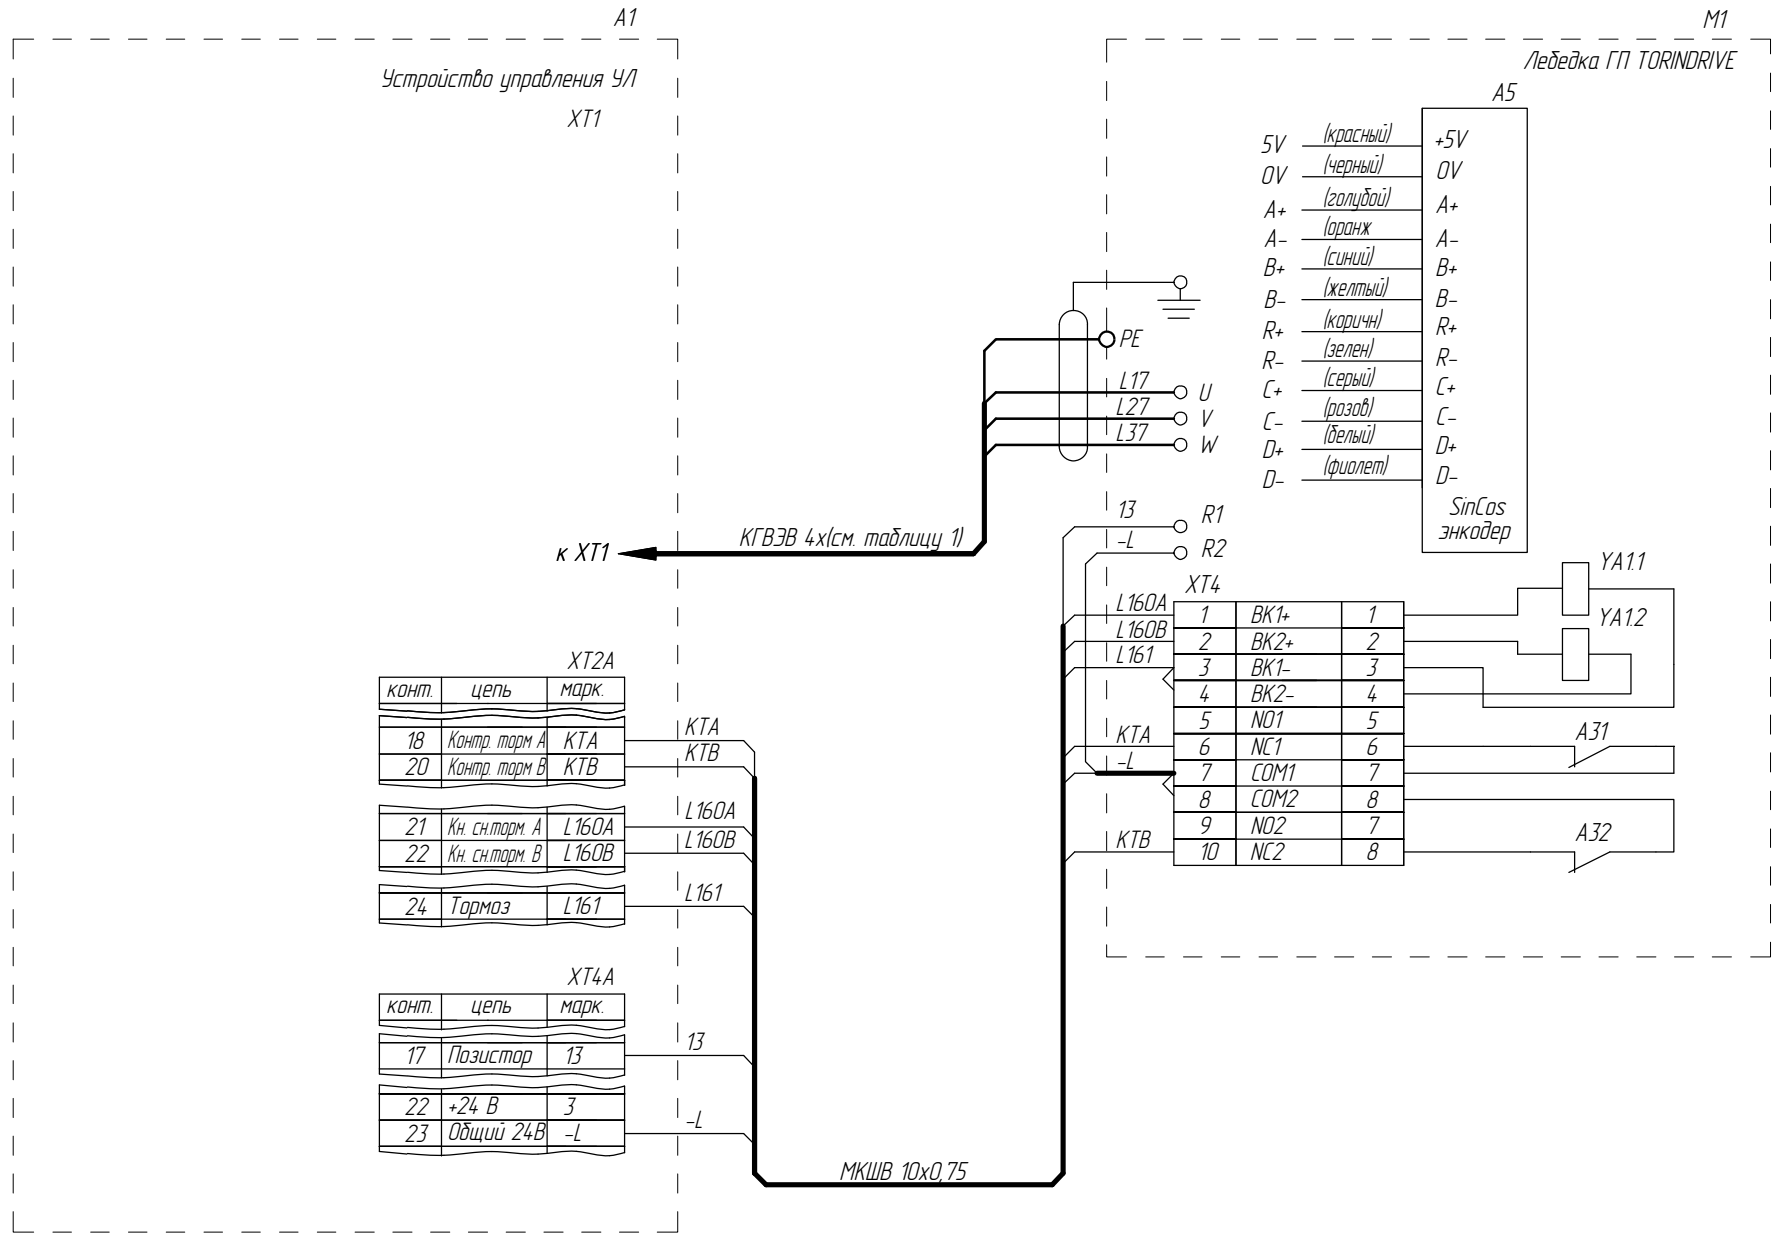 A1
Устройство управления УЛ
XT1
M1
Лебедка ГП TORINDRIVE
A5
5V (красный) +5V
0V (черный) 0V
A+ (голубой) A+
A- (оранж A-
B+ (синий) B+
B- (желтый) B-
R+ (коричн) R+
R- (зелен) R-
C+ (серый) C+
C- (розов) C-
D+ (белый) D+
D- (фиолет) D-
SinCos
энкодер
PE
L17 U
L27 V
L37 W
13 R1
-L R2
к XT1
КГВЭВ 4х(см. таблицу 1)
XT4
L160A 1 BK1+ 1
L160B 2 BK2+ 2
L161 3 BK1- 3
4 BK2- 4
5 NO1 5
KTA 6 NC1 6
-L 7 COM1 7
8 COM2 8
9 NO2 7
KTB 10 NC2 8
YA1.1
YA1.2
A31
A32
XT2A
конт. цепь марк.
18 Контр. торм А КТА КТА
20 Контр. торм В КТВ КТВ
21 Кн. сн.торм. А L160A L160A
22 Кн. сн.торм. В L160B L160B
24 Тормоз L161 L161
XT4A
конт. цепь марк.
17 Позистор 13 13
22 +24 В 3
23 Общий 24В -L -L
МКШВ 10х0,75